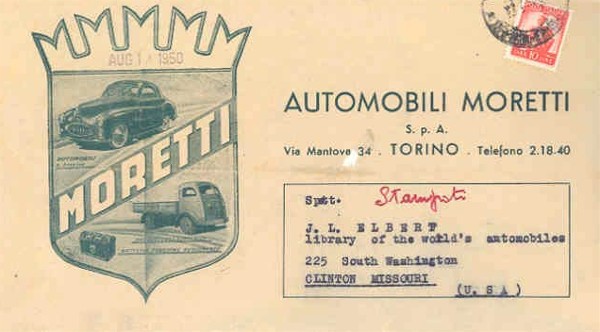 AUG 1 1950
MORETTI
AUTOMOBILI MORETTI
S. p. A.
Via Mantova 34 . TORINO . Telefono 2.18-40
Spett. Stampati
J. L. ELBERT
library of the world's automobiles
225 South Washington
CLINTON MISSOURI
(U. S A)